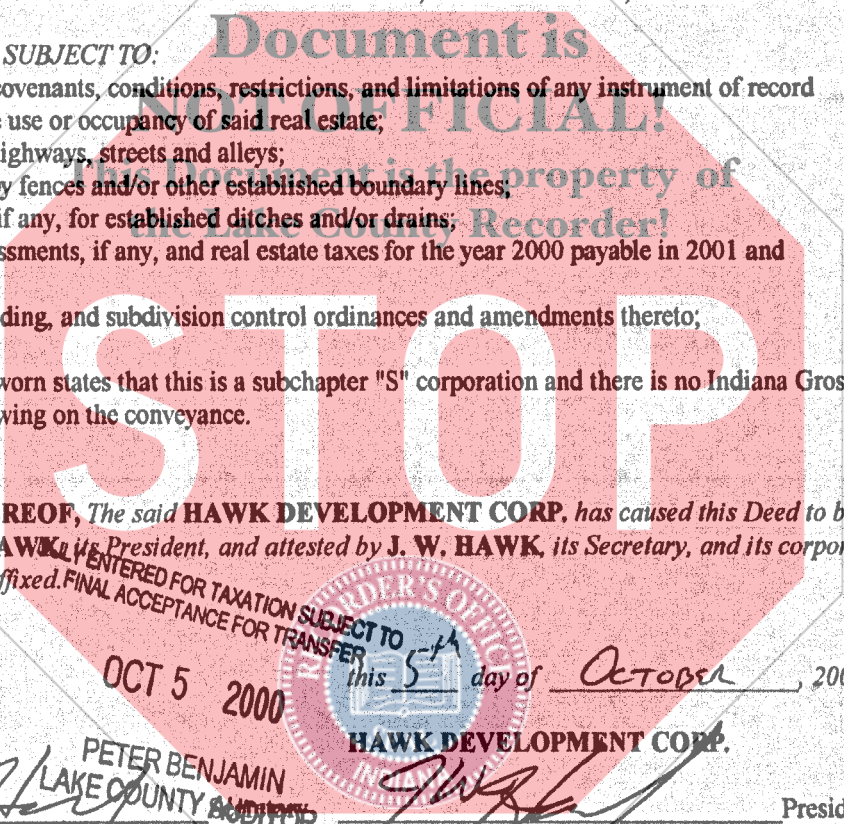 Document is
SUBJECT TO:
ovenants, conditions, restrictions, and limitations of any instrument of record
NOT OFFICIAL!
use or occupancy of said real estate;
ighways, streets and alleys;
This Document is the property of
y fences and/or other established boundary lines;
if any, for established ditches and/or drains;
the Lake County Recorder!
ssments, if any, and real estate taxes for the year 2000 payable in 2001 and
ding, and subdivision control ordinances and amendments thereto;
STOP
worn states that this is a subchapter "S" corporation and there is no Indiana Gros
wing on the conveyance.
REOF, The said HAWK DEVELOPMENT CORP. has caused this Deed to b
AWK, its President, and attested by J. W. HAWK, its Secretary, and its corpor
ffixed.
ENTERED FOR TAXATION SUBJECT TO
FINAL ACCEPTANCE FOR TRANSFER
RECORDER'S OFFICE
OCT 5 2000
this 5th day of OCTOBER, 200
HAWK DEVELOPMENT CORP.
PETER BENJAMIN
LAKE COUNTY AUDITOR
INDIANA
Presid